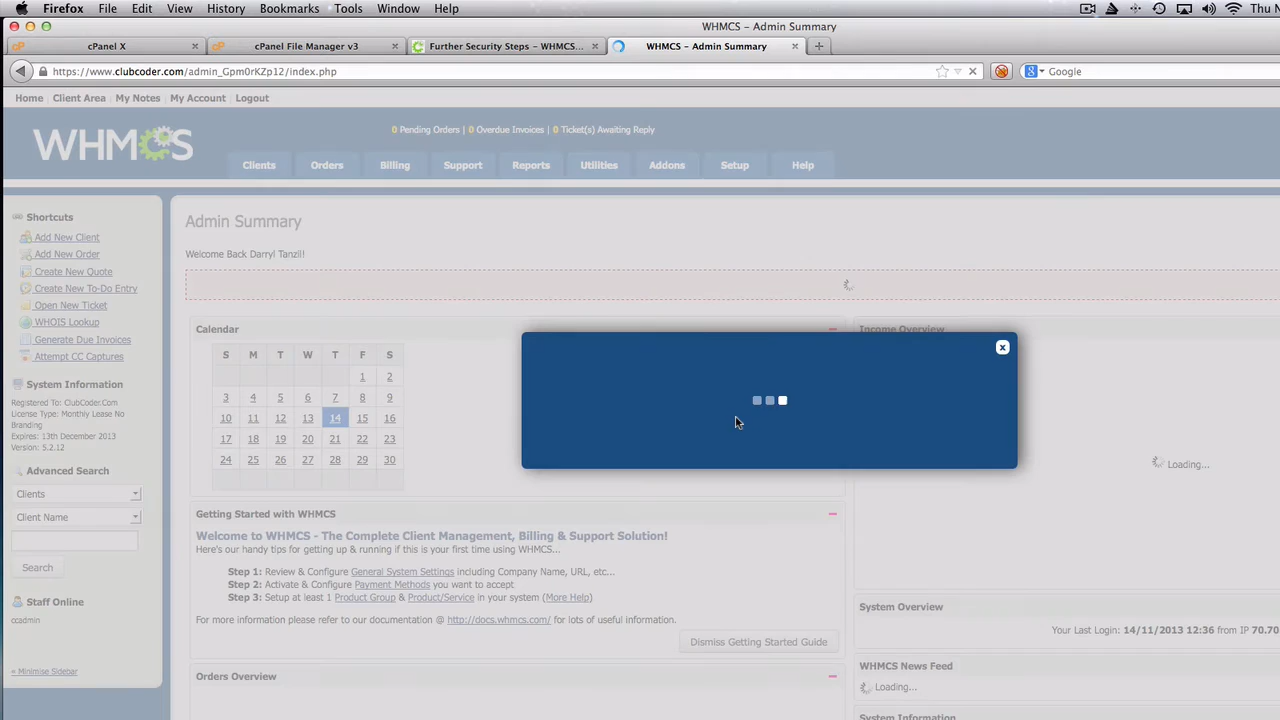 Firefox File Edit View History Bookmarks Tools Window Help Thu N
WHMCS – Admin Summary
cPanel X cPanel File Manager v3 Further Security Steps – WHMCS... WHMCS – Admin Summary
https://www.clubcoder.com/admin_Gpm0rKZp12/index.php Google
Home Client Area My Notes My Account Logout
WHMCS
0 Pending Orders | 0 Overdue Invoices | 0 Ticket(s) Awaiting Reply
Clients Orders Billing Support Reports Utilities Addons Setup Help
Shortcuts
Add New Client
Add New Order
Create New Quote
Create New To-Do Entry
Open New Ticket
WHOIS Lookup
Generate Due Invoices
Attempt CC Captures
System Information
Registered To: ClubCoder.Com
License Type: Monthly Lease No
Branding
Expires: 13th December 2013
Version: 5.2.12
Advanced Search
Clients
Client Name
Search
Staff Online
ccadmin
« Minimise Sidebar
Admin Summary
Welcome Back Darryl Tanzil!
Calendar
S M T W T F S
1 2
3 4 5 6 7 8 9
10 11 12 13 14 15 16
17 18 19 20 21 22 23
24 25 26 27 28 29 30
Getting Started with WHMCS
Welcome to WHMCS - The Complete Client Management, Billing & Support Solution!
Here's our handy tips for getting up & running if this is your first time using WHMCS...
Step 1: Review & Configure General System Settings including Company Name, URL, etc...
Step 2: Activate & Configure Payment Methods you want to accept
Step 3: Setup at least 1 Product Group & Product/Service in your system (More Help)
For more information please refer to our documentation @ http://docs.whmcs.com/ for lots of useful information.
Dismiss Getting Started Guide
Orders Overview
Income Overview
Loading...
System Overview
Your Last Login: 14/11/2013 12:36 from IP 70.70.
WHMCS News Feed
Loading...
System Information